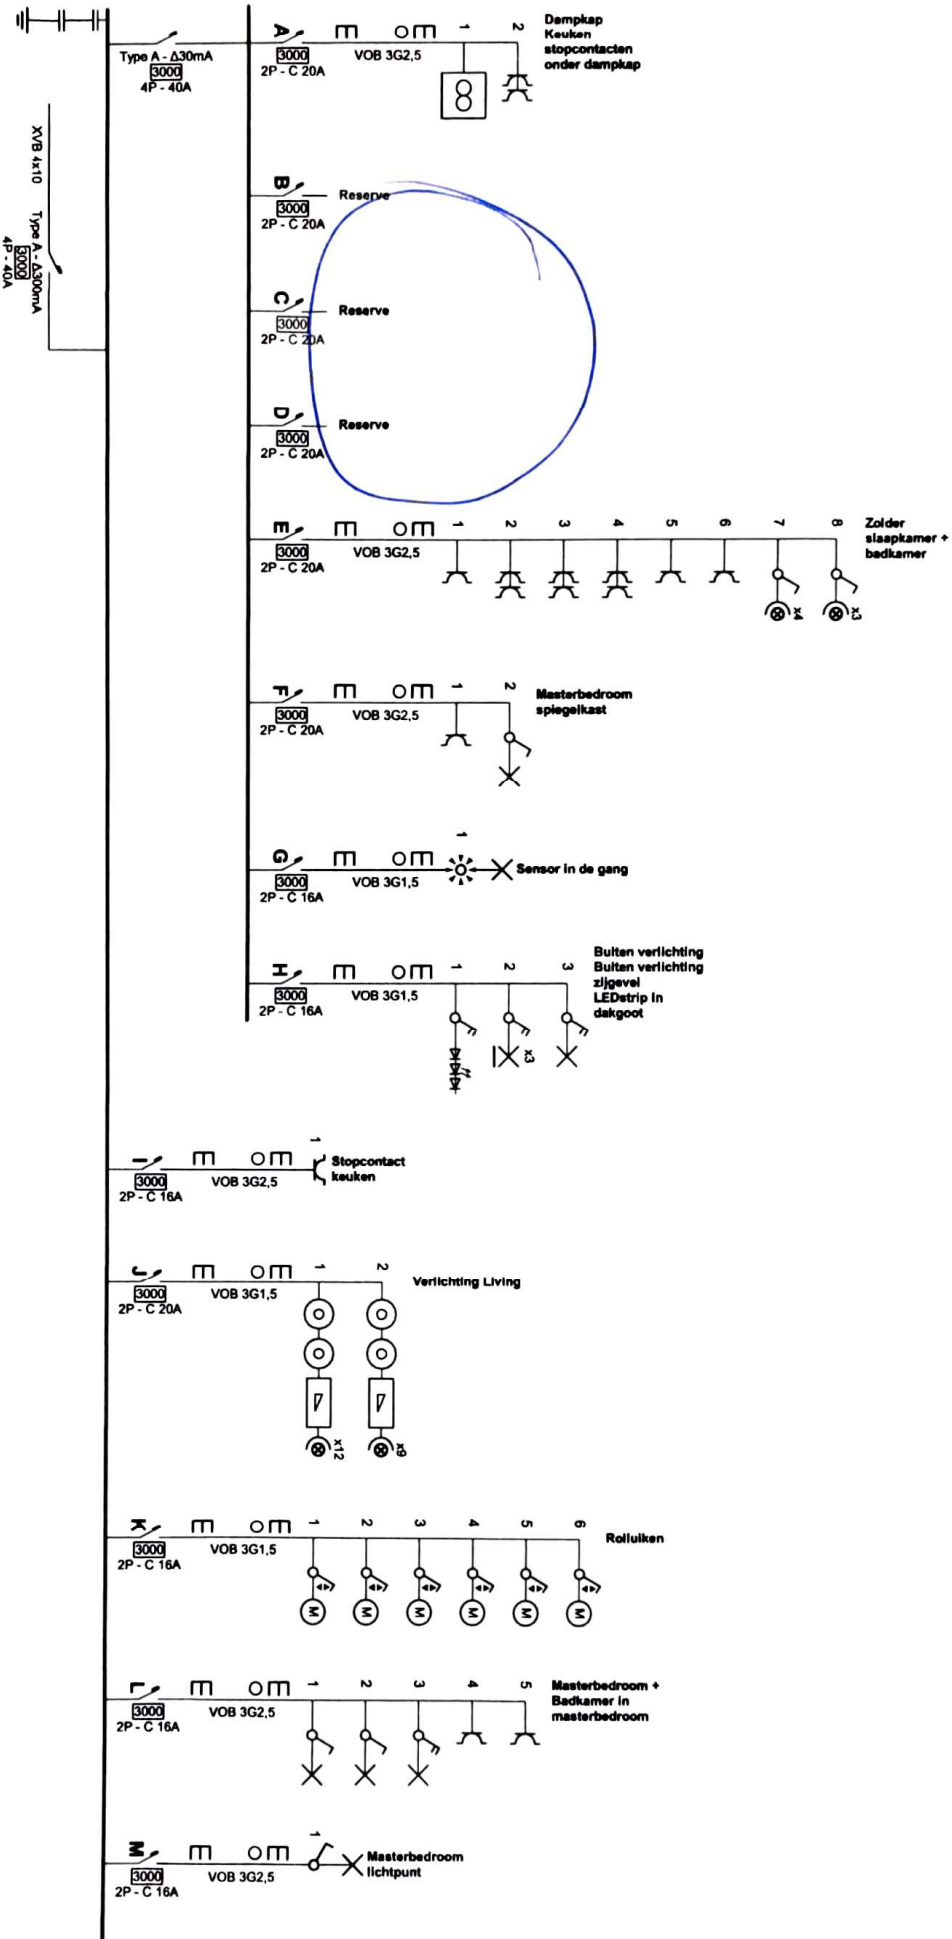 Type A - Δ30mA
3000
4P - 40A
XVB 4x10
Type A - Δ300mA
3000
4P - 40A
A
3000
2P - C 20A
VOB 3G2,5
1
2
Dampkap
Keuken
stopcontacten
onder dampkap
B
3000
2P - C 20A
Reserve
C
3000
2P - C 20A
Reserve
D
3000
2P - C 20A
Reserve
E
3000
2P - C 20A
VOB 3G2,5
1
2
3
4
5
6
7
8
x4
x3
Zolder
slaapkamer +
badkamer
F
3000
2P - C 20A
VOB 3G2,5
1
2
Masterbedroom
spiegelkast
G
3000
2P - C 16A
VOB 3G1,5
1
Sensor in de gang
H
3000
2P - C 16A
VOB 3G1,5
1
2
3
x3
Buiten verlichting
Buiten verlichting
zijgevel
LEDstrip in
dakgoot
I
3000
2P - C 16A
VOB 3G2,5
1
Stopcontact
keuken
J
3000
2P - C 20A
VOB 3G1,5
1
2
x12
x9
Verlichting Living
K
3000
2P - C 16A
VOB 3G1,5
1
2
3
4
5
6
M
M
M
M
M
M
Rolluiken
L
3000
2P - C 16A
VOB 3G2,5
1
2
3
4
5
Masterbedroom +
Badkamer in
masterbedroom
M
3000
2P - C 16A
VOB 3G2,5
1
Masterbedroom
lichtpunt